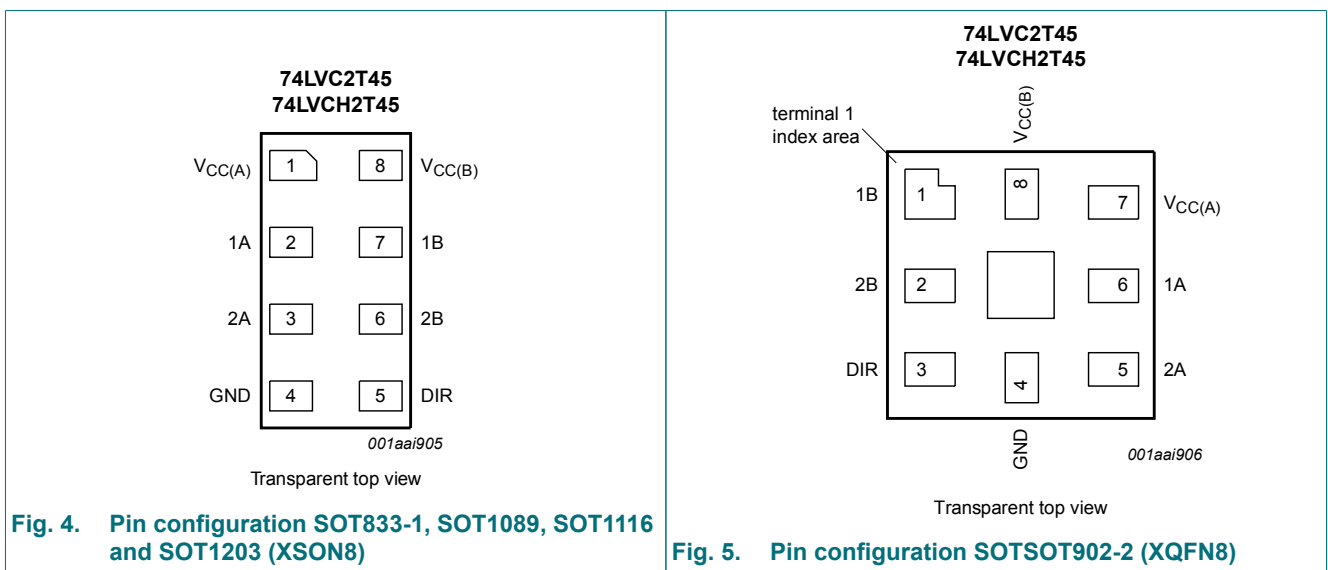 74LVC2T45
74LVCH2T45
VCC(A) 1 8 VCC(B)
1A 2 7 1B
2A 3 6 2B
GND 4 5 DIR
001aai905
Transparent top view
Fig. 4. Pin configuration SOT833-1, SOT1089, SOT1116
and SOT1203 (XSON8)
74LVC2T45
74LVCH2T45
terminal 1
index area
VCC(B)
1B 1 8 7 VCC(A)
2B 2 6 1A
DIR 3 4 5 2A
GND
001aai906
Transparent top view
Fig. 5. Pin configuration SOTSOT902-2 (XQFN8)